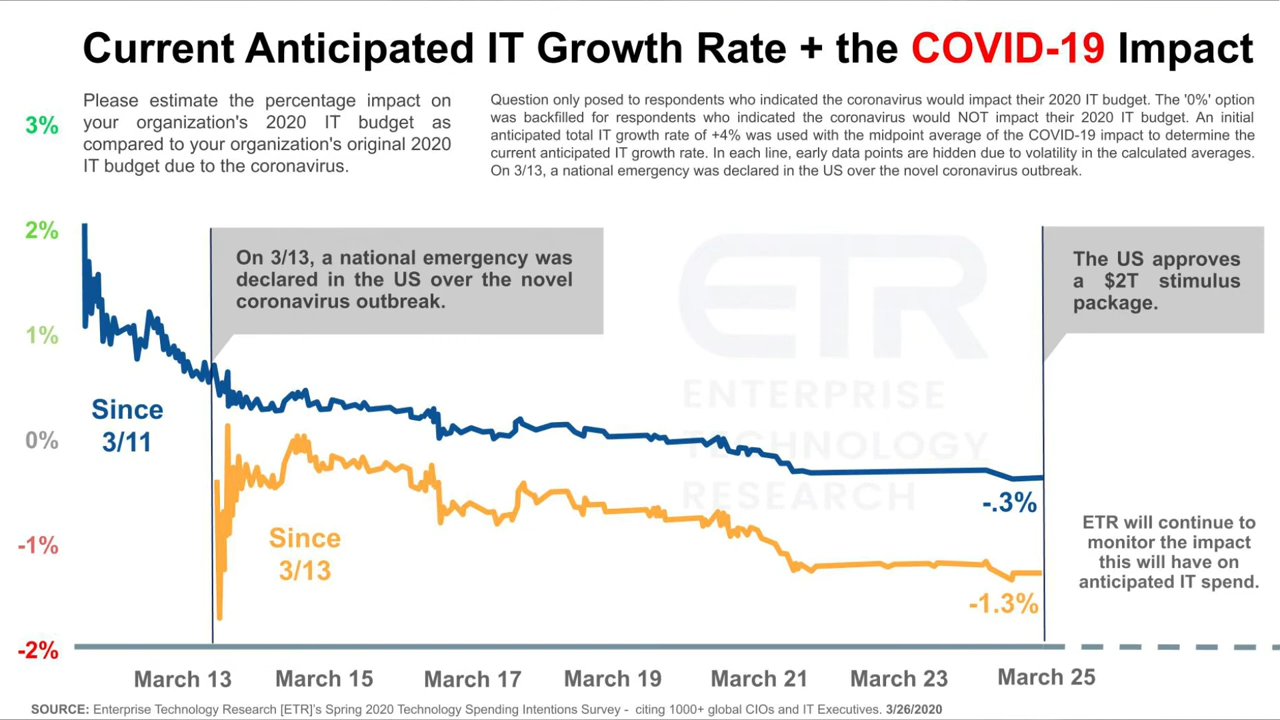 Current Anticipated IT Growth Rate + the COVID-19 Impact
Please estimate the percentage impact on
your organization's 2020 IT budget as
compared to your organization's original 2020
IT budget due to the coronavirus.
Question only posed to respondents who indicated the coronavirus would impact their 2020 IT budget. The '0%' option
was backfilled for respondents who indicated the coronavirus would NOT impact their 2020 IT budget. An initial
anticipated total IT growth rate of +4% was used with the midpoint average of the COVID-19 impact to determine the
current anticipated IT growth rate. In each line, early data points are hidden due to volatility in the calculated averages.
On 3/13, a national emergency was declared in the US over the novel coronavirus outbreak.
3%
2%
1%
0%
-1%
-2%
On 3/13, a national emergency was
declared in the US over the novel
coronavirus outbreak.
The US approves
a $2T stimulus
package.
ETR
ENTERPRISE
TECHNOLOGY
RESEARCH
Since
3/11
Since
3/13
-.3%
-1.3%
ETR will continue to
monitor the impact
this will have on
anticipated IT spend.
March 13
March 15
March 17
March 19
March 21
March 23
March 25
SOURCE: Enterprise Technology Research [ETR]'s Spring 2020 Technology Spending Intentions Survey - citing 1000+ global CIOs and IT Executives. 3/26/2020